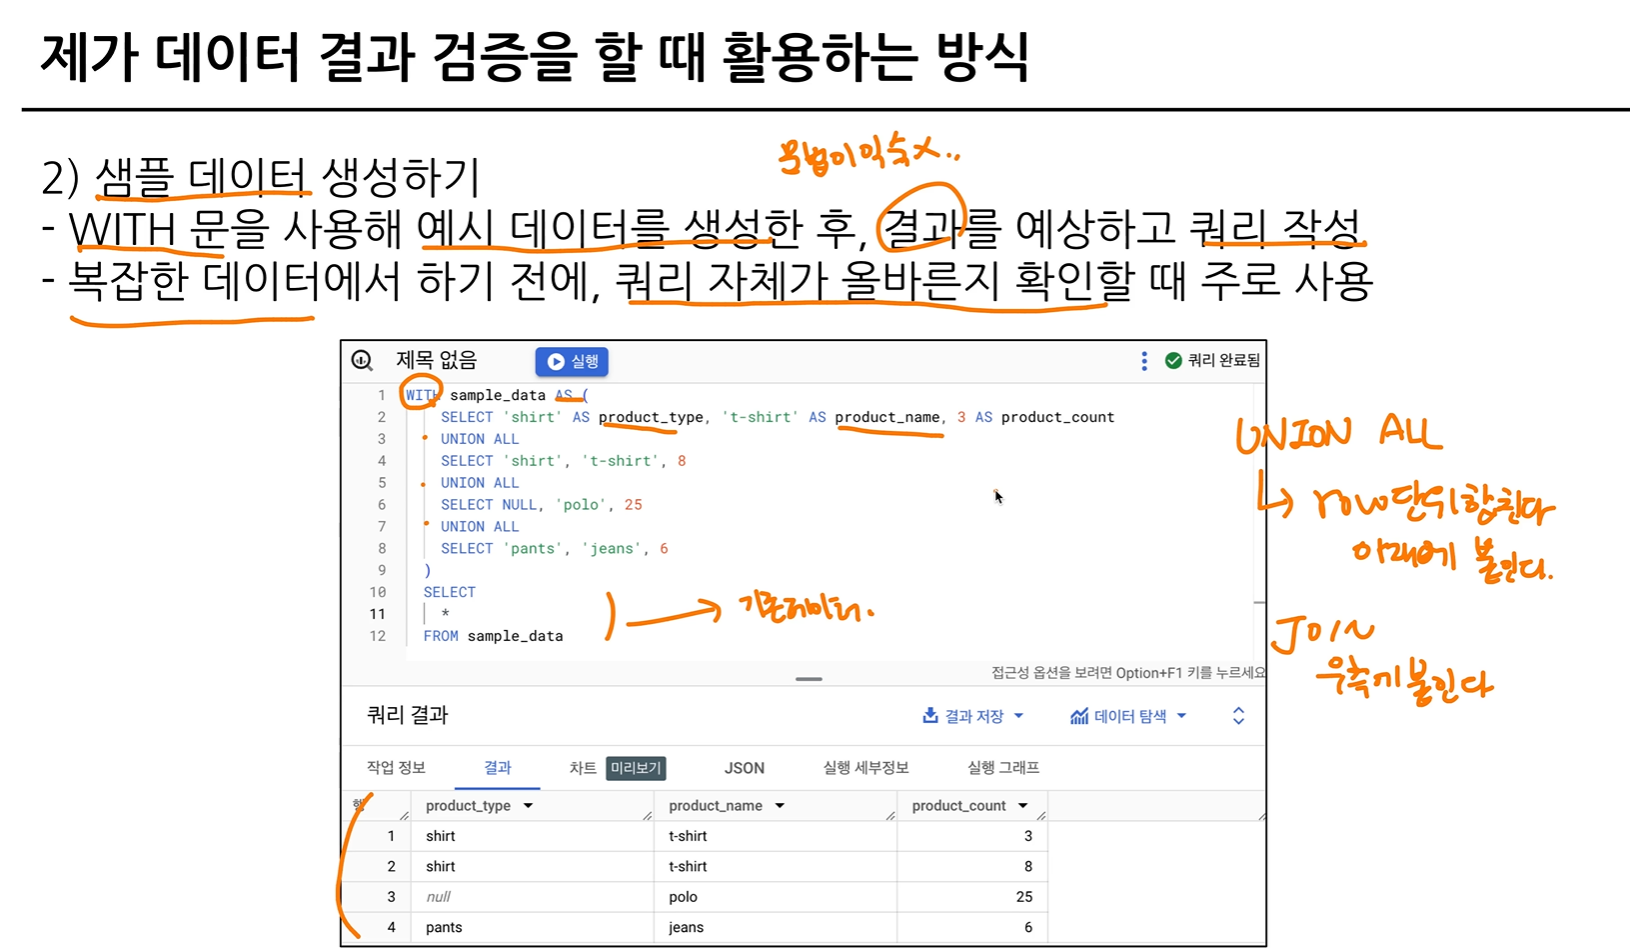 제가 데이터 결과 검증을 할 때 활용하는 방식
문법이 익숙X..
2) 샘플 데이터 생성하기
- WITH 문을 사용해 예시 데이터를 생성한 후, 결과를 예상하고 쿼리 작성
- 복잡한 데이터에서 하기 전에, 쿼리 자체가 올바른지 확인할 때 주로 사용
제목 없음 실행 쿼리 완료됨
1 WITH sample_data AS (
2 SELECT 'shirt' AS product_type, 't-shirt' AS product_name, 3 AS product_count
3 UNION ALL
4 SELECT 'shirt', 't-shirt', 8
5 UNION ALL
6 SELECT NULL, 'polo', 25
7 UNION ALL
8 SELECT 'pants', 'jeans', 6
9 )
10 SELECT
11 *
12 FROM sample_data
기존데이터.
UNION ALL
row단위 합친다
아래에 붙인다.
JOIN
우측에 붙인다
접근성 옵션을 보려면 Option+F1 키를 누르세요
쿼리 결과 결과 저장 데이터 탐색
작업 정보 결과 차트 미리보기 JSON 실행 세부정보 실행 그래프
행 product_type product_name product_count
1 shirt t-shirt 3
2 shirt t-shirt 8
3 null polo 25
4 pants jeans 6